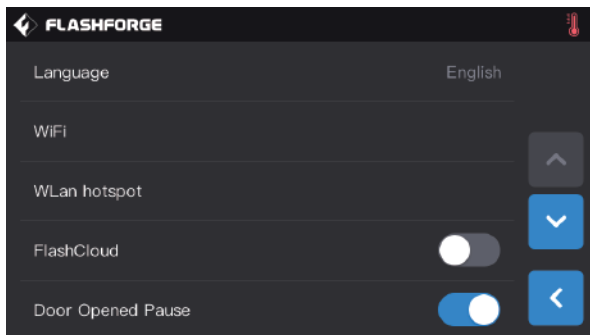 FLASHFORGE
Language English
WiFi
WLan hotspot
FlashCloud
Door Opened Pause